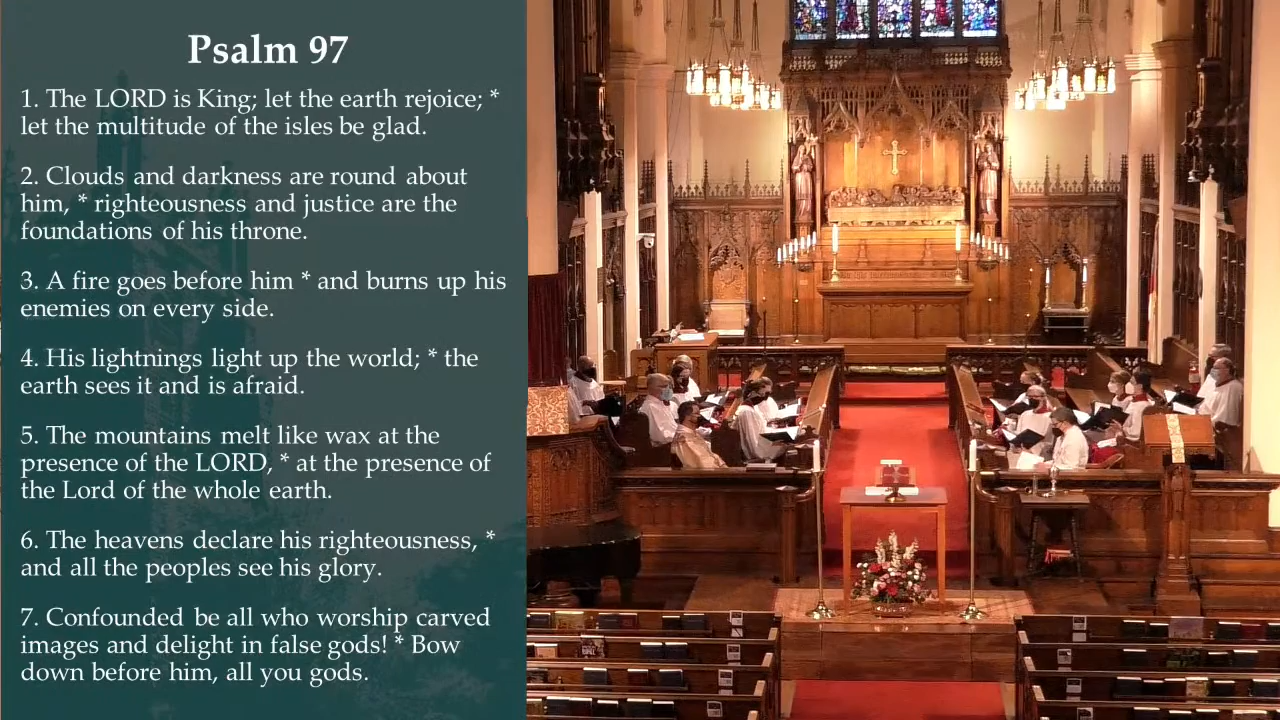 Psalm 97
1. The LORD is King; let the earth rejoice; *
let the multitude of the isles be glad.
2. Clouds and darkness are round about
him, * righteousness and justice are the
foundations of his throne.
3. A fire goes before him * and burns up his
enemies on every side.
4. His lightnings light up the world; * the
earth sees it and is afraid.
5. The mountains melt like wax at the
presence of the LORD, * at the presence of
the Lord of the whole earth.
6. The heavens declare his righteousness, *
and all the peoples see his glory.
7. Confounded be all who worship carved
images and delight in false gods! * Bow
down before him, all you gods.